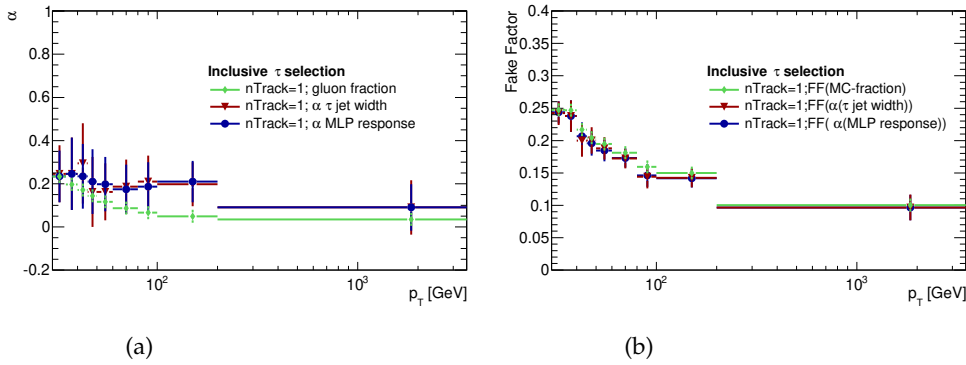 α
1
0.8
0.6
0.4
0.2
0
-0.2
Inclusive τ selection
nTrack=1; gluon fraction
nTrack=1; α τ jet width
nTrack=1; α MLP response
10²
10³
p_T [GeV]
(a)
Fake Factor
0.4
0.35
0.3
0.25
0.2
0.15
0.1
0.05
0
Inclusive τ selection
nTrack=1;FF(MC-fraction)
nTrack=1;FF(α(τ jet width))
nTrack=1;FF( α(MLP response))
10²
10³
p_T [GeV]
(b)